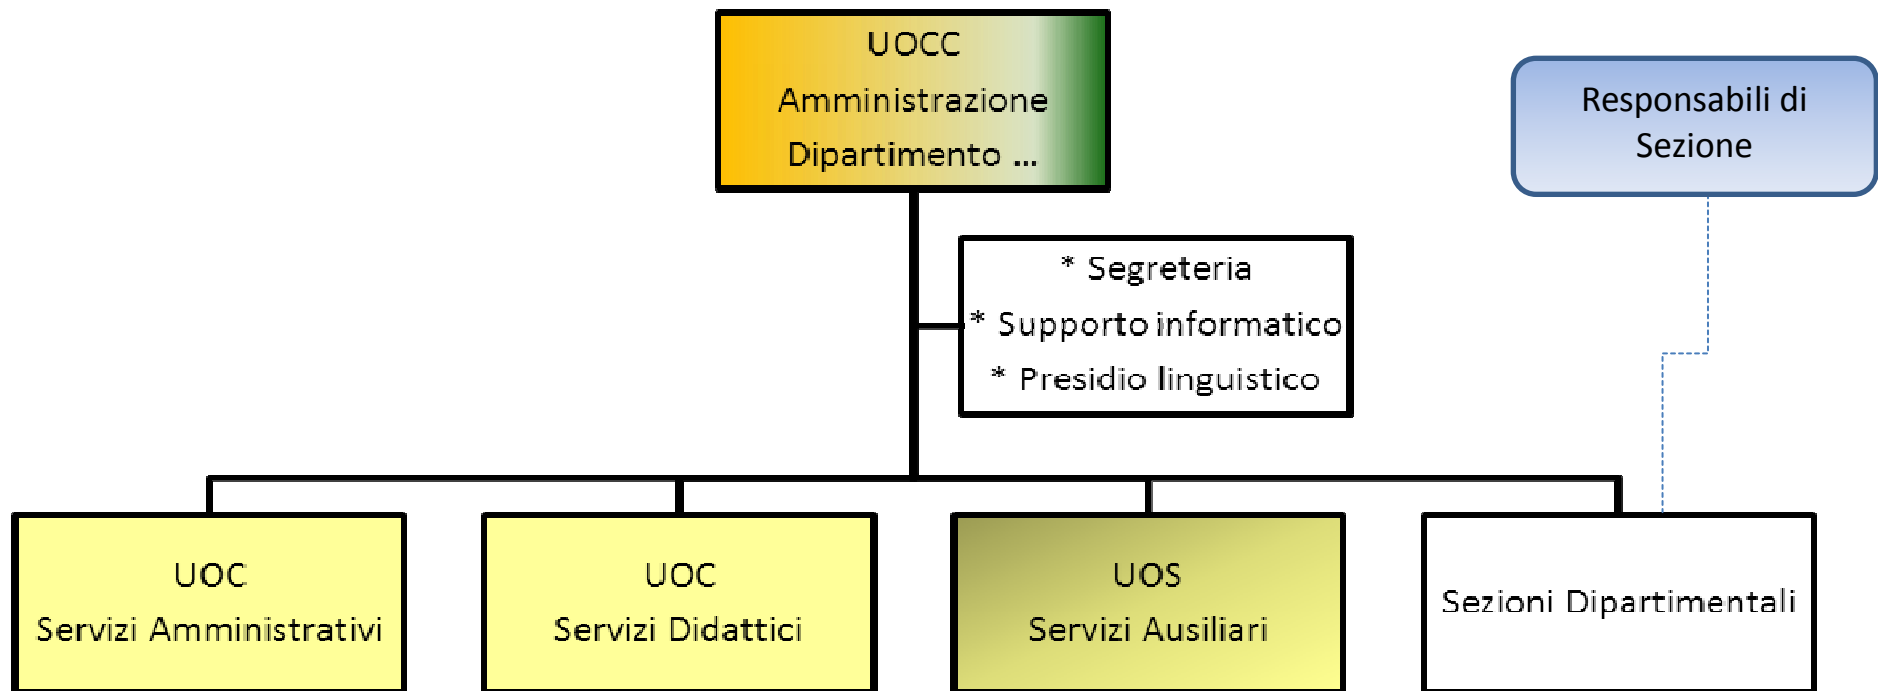 UOCC
Amministrazione
Dipartimento ...
Responsabili di
Sezione
* Segreteria
* Supporto informatico
* Presidio linguistico
UOC
Servizi Amministrativi
UOC
Servizi Didattici
UOS
Servizi Ausiliari
Sezioni Dipartimentali